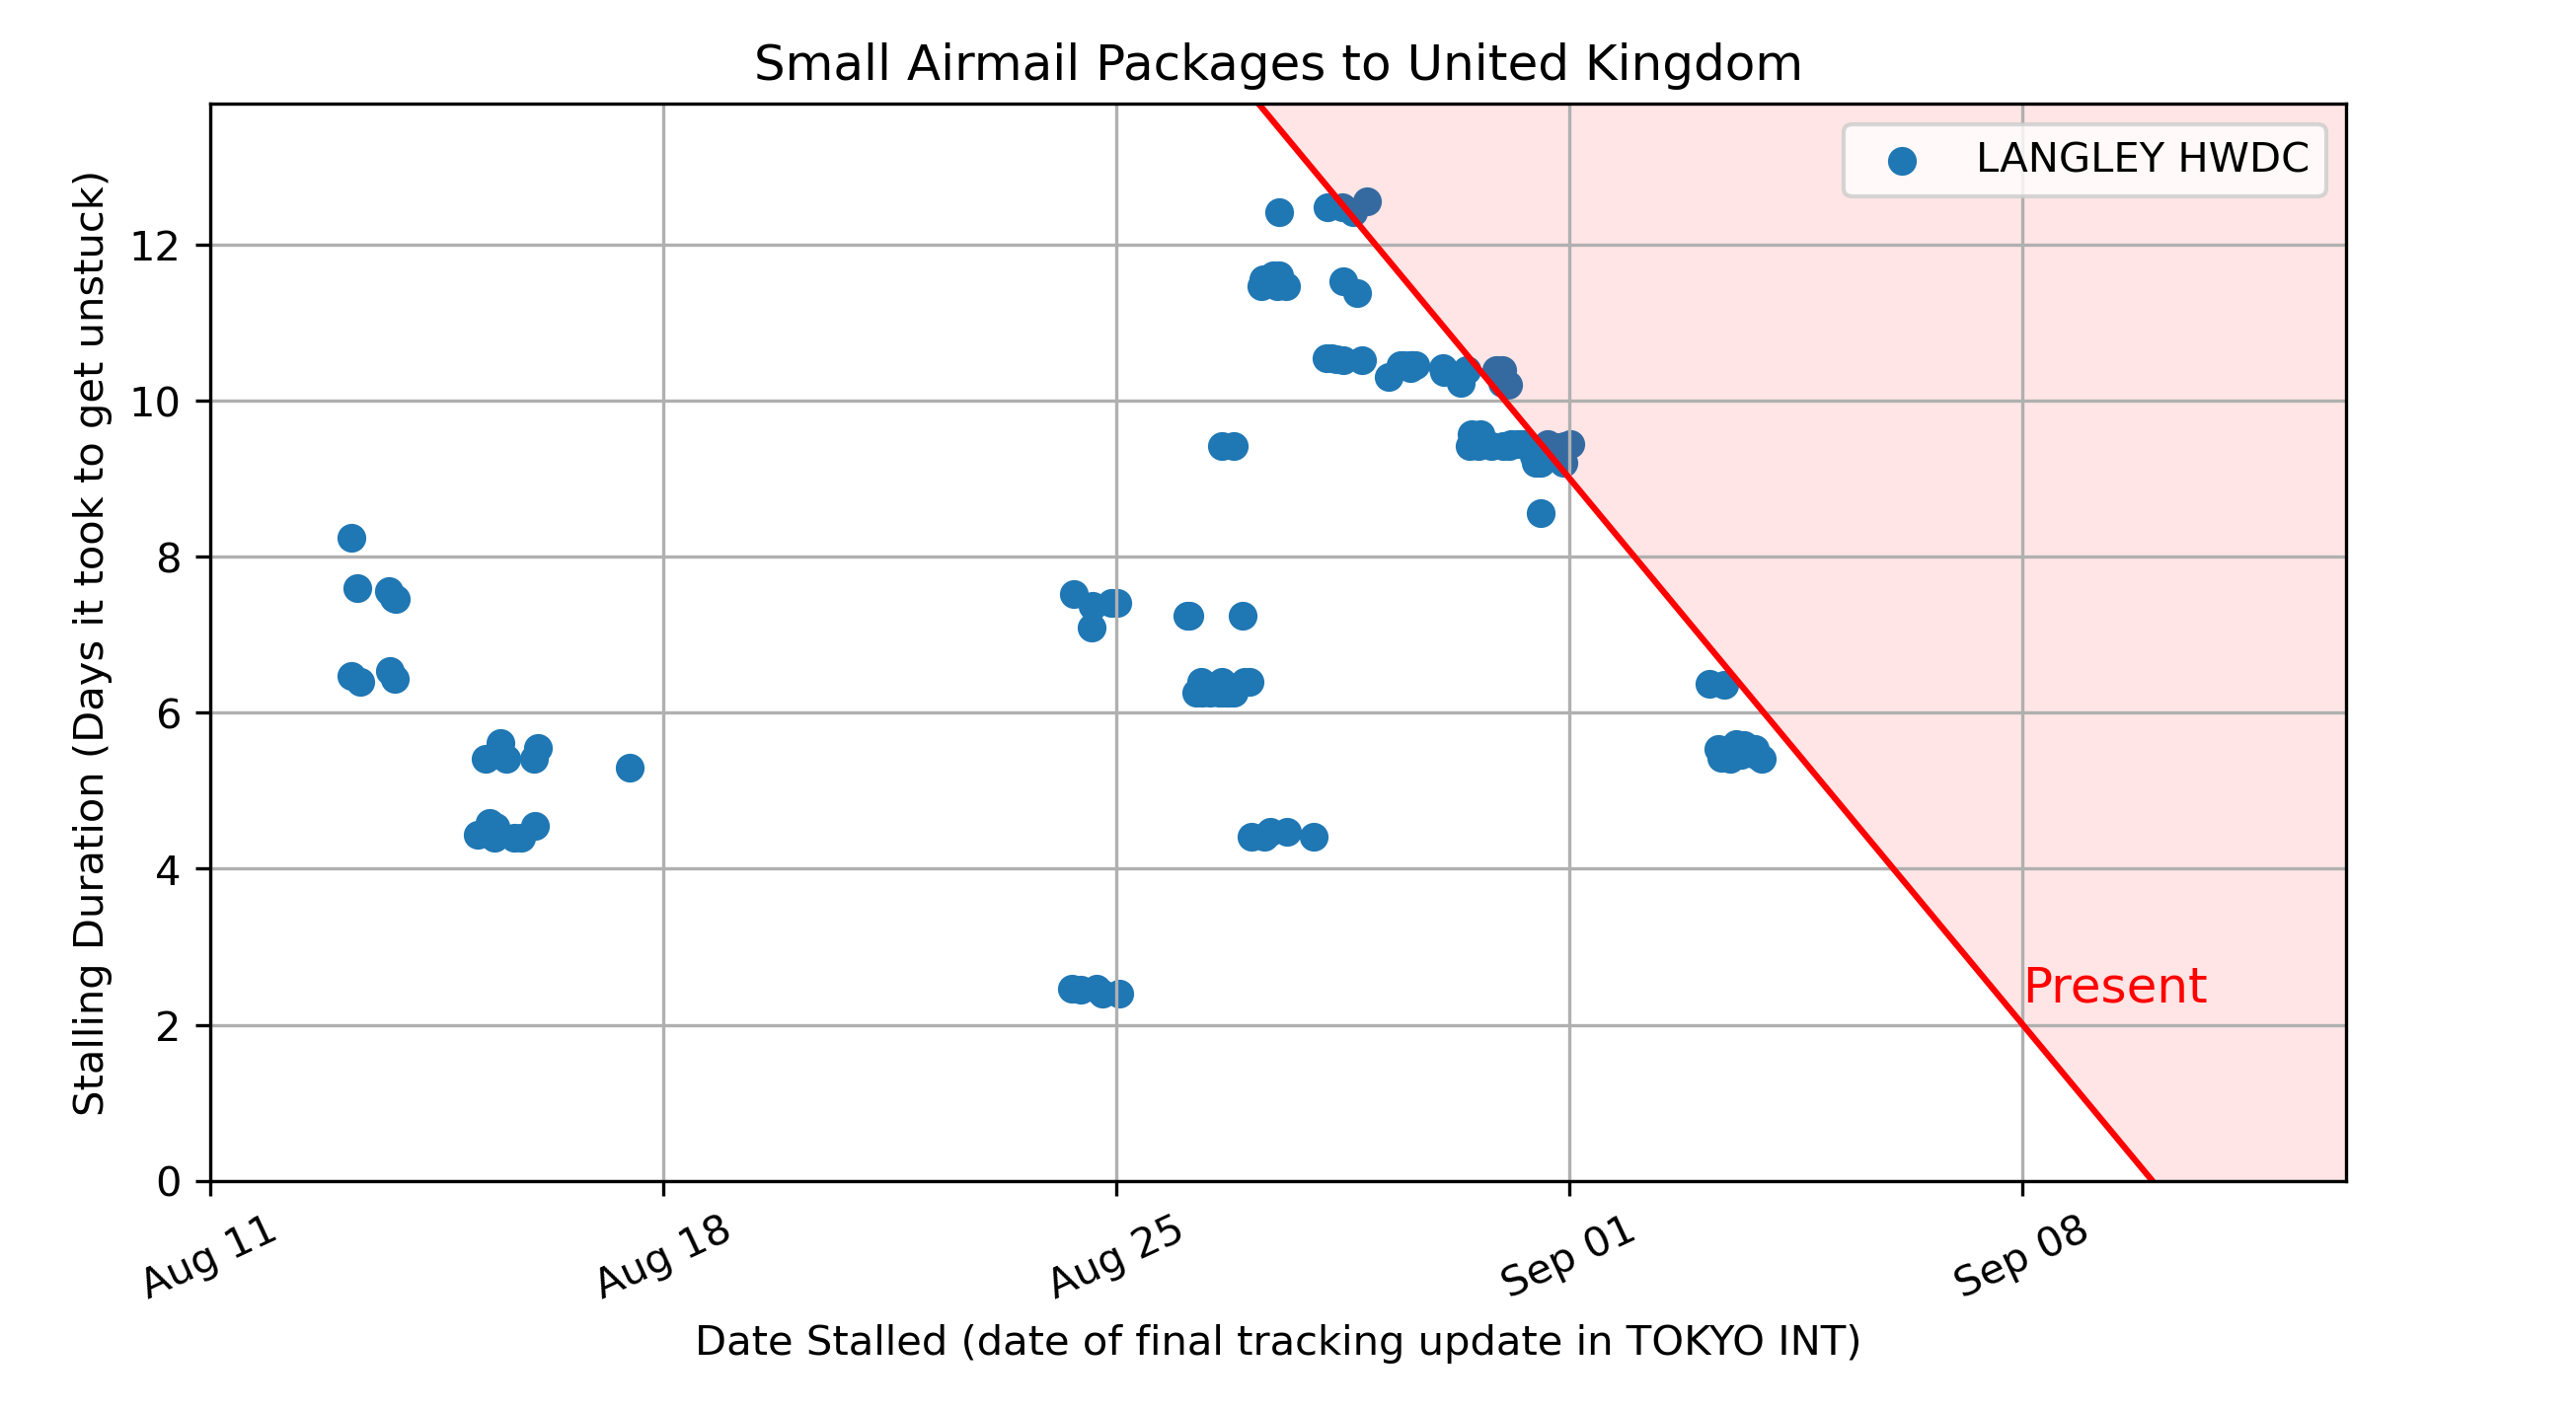 Small Airmail Packages to United Kingdom
LANGLEY HWDC
Stalling Duration (Days it took to get unstuck)
12
10
8
6
4
2
0
Present
Aug 11
Aug 18
Aug 25
Sep 01
Sep 08
Date Stalled (date of final tracking update in TOKYO INT)